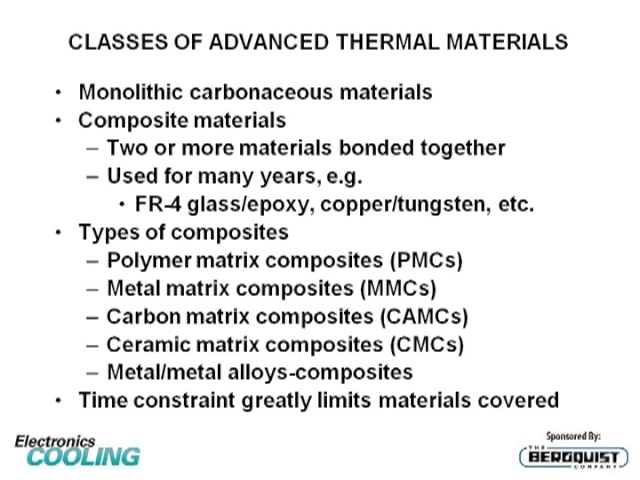 CLASSES OF ADVANCED THERMAL MATERIALS
• Monolithic carbonaceous materials
• Composite materials
– Two or more materials bonded together
– Used for many years, e.g.
• FR-4 glass/epoxy, copper/tungsten, etc.
• Types of composites
– Polymer matrix composites (PMCs)
– Metal matrix composites (MMCs)
– Carbon matrix composites (CAMCs)
– Ceramic matrix composites (CMCs)
– Metal/metal alloys-composites
• Time constraint greatly limits materials covered
Electronics
COOLING
Sponsored By:
THE
BERGQUIST
COMPANY